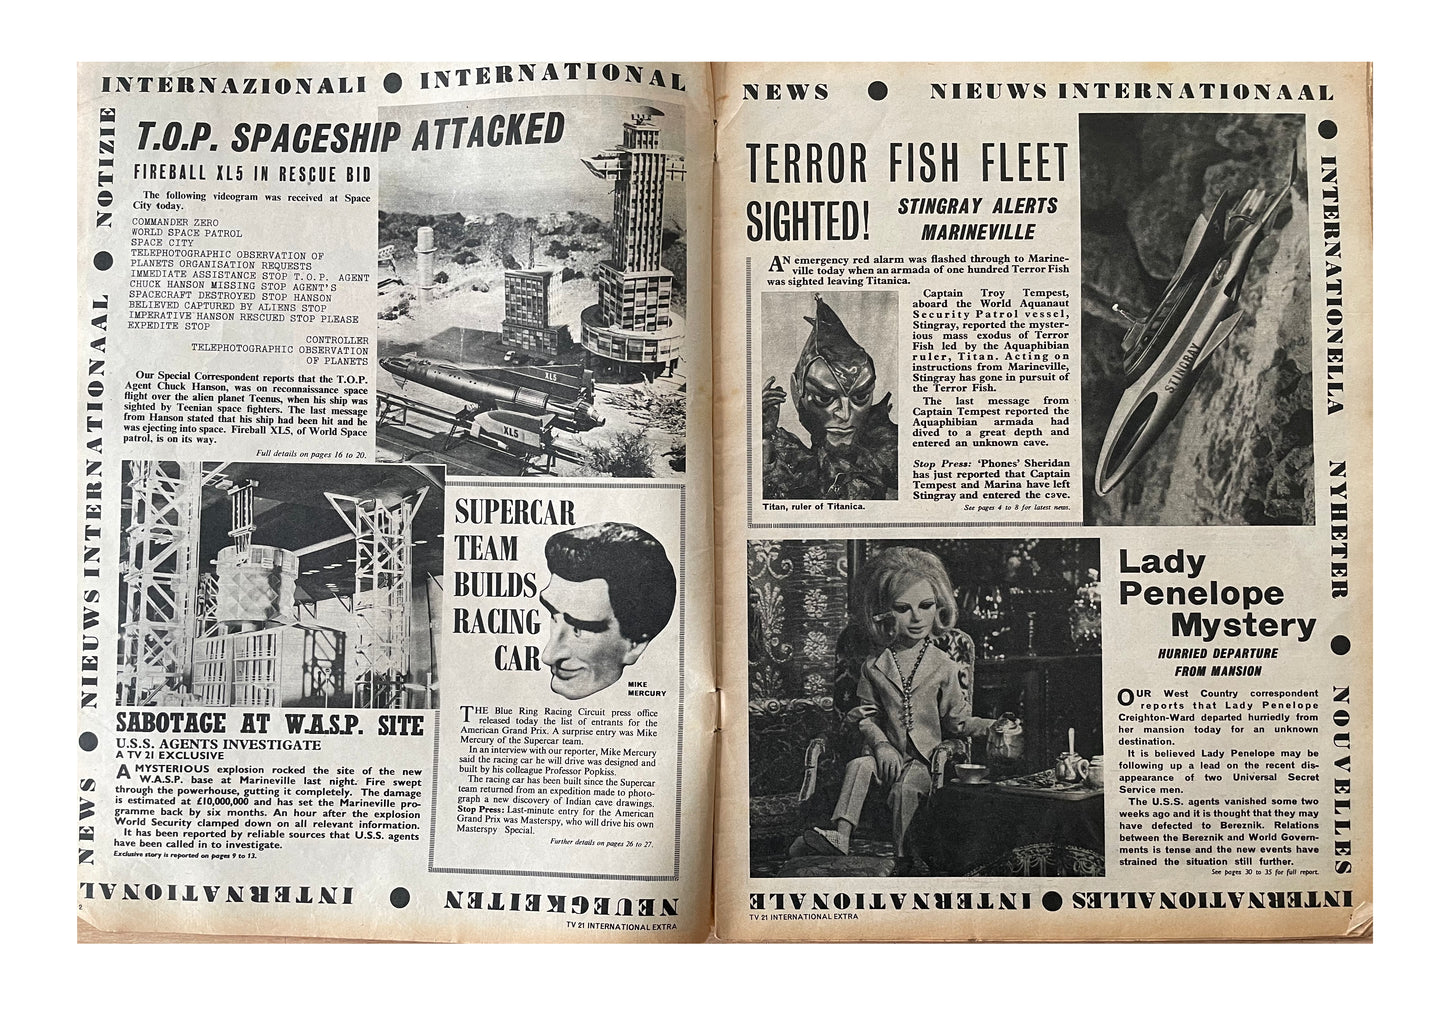 INTERNAZIONALI ● INTERNATIONAL
NOTIZIE
NIEUWS INTERNATIONAAL
NEWS
T.O.P. SPACESHIP ATTACKED
FIREBALL XL5 IN RESCUE BID
The following videogram was received at Space
City today.
COMMANDER ZERO
WORLD SPACE PATROL
SPACE CITY
TELEPHOTOGRAPHIC OBSERVATION OF
PLANETS ORGANISATION REQUESTS
IMMEDIATE ASSISTANCE STOP T.O.P. AGENT
CHUCK HANSON MISSING STOP AGENT'S
SPACECRAFT DESTROYED STOP HANSON
BELIEVED CAPTURED BY ALIENS STOP
IMPERATIVE HANSON RESCUED STOP PLEASE
EXPEDITE STOP
CONTROLLER
TELEPHOTOGRAPHIC OBSERVATION
OF PLANETS
Our Special Correspondent reports that the T.O.P.
Agent Chuck Hanson, was on reconnaissance space
flight over the alien planet Teenus, when his ship was
sighted by Teenian space fighters. The last message
from Hanson stated that his ship had been hit and he
was ejecting into space. Fireball XL5, of World Space
patrol, is on its way.
Full details on pages 16 to 20.
XL5
XL5
SABOTAGE AT W.A.S.P. SITE
U.S.S. AGENTS INVESTIGATE
A TV 21 EXCLUSIVE
A MYSTERIOUS explosion rocked the site of the new
W.A.S.P. base at Marineville last night. Fire swept
through the powerhouse, gutting it completely. The damage
is estimated at £10,000,000 and has set the Marineville pro-
gramme back by six months. An hour after the explosion
World Security clamped down on all relevant information.
It has been reported by reliable sources that U.S.S. agents
have been called in to investigate.
Exclusive story is reported on pages 9 to 13.
SUPERCAR
TEAM
BUILDS
RACING
CAR
MIKE
MERCURY
THE Blue Ring Racing Circuit press office
released today the list of entrants for the
American Grand Prix. A surprise entry was Mike
Mercury of the Supercar team.
In an interview with our reporter, Mike Mercury
said the racing car he will drive was designed and
built by his colleague Professor Popkiss.
The racing car has been built since the Supercar
team returned from an expedition made to photo-
graph a new discovery of Indian cave drawings.
Stop Press: Last-minute entry for the American
Grand Prix was Masterspy, who will drive his own
Masterspy Special.
Further details on pages 26 to 27.
NEUIGKEITEN ● INTERNATIONAL
2
TV 21 INTERNATIONAL EXTRA
NEWS ● NIEUWS INTERNATIONAAL
● INTERNATIONELLA
NYHETER
● NOUVELLES
TERROR FISH FLEET
SIGHTED!
STINGRAY ALERTS
MARINEVILLE
AN emergency red alarm was flashed through to Marine-
ville today when an armada of one hundred Terror Fish
was sighted leaving Titanica.
Captain Troy Tempest,
aboard the World Aquanaut
Security Patrol vessel,
Stingray, reported the myster-
ious mass exodus of Terror
Fish led by the Aquaphibian
ruler, Titan. Acting on
instructions from Marineville,
Stingray has gone in pursuit of
the Terror Fish.
The last message from
Captain Tempest reported the
Aquaphibian armada had
dived to a great depth and
entered an unknown cave.
Stop Press: 'Phones' Sheridan
has just reported that Captain
Tempest and Marina have left
Stingray and entered the cave.
See pages 4 to 8 for latest news.
Titan, ruler of Titanica.
STINGRAY
Lady
Penelope
Mystery
HURRIED DEPARTURE
FROM MANSION
OUR West Country correspondent
reports that Lady Penelope
Creighton-Ward departed hurriedly from
her mansion today for an unknown
destination.
It is believed Lady Penelope may be
following up a lead on the recent dis-
appearance of two Universal Secret
Service men.
The U.S.S. agents vanished some two
weeks ago and it is thought that they may
have defected to Bereznik. Relations
between the Bereznik and World Govern-
ments is tense and the new events have
strained the situation still further.
See pages 30 to 35 for full report.
INTERNATIONALLES ● INTERNATIONALE
TV 21 INTERNATIONAL EXTRA